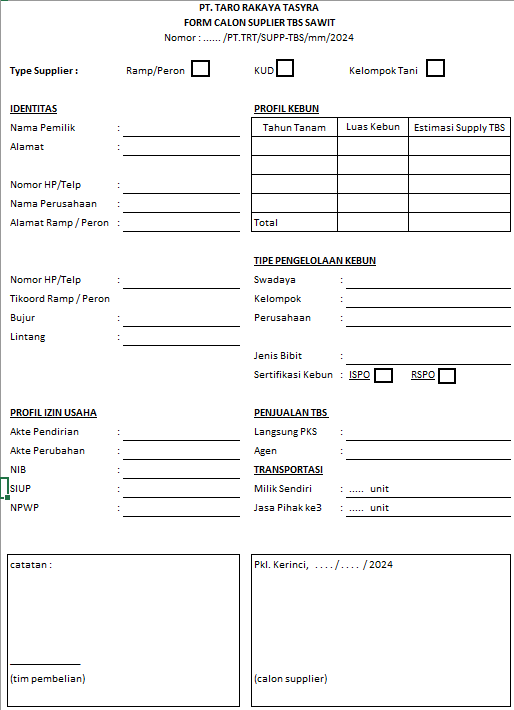 PT. TARO RAKAYA TASYRA
FORM CALON SUPLIER TBS SAWIT
Nomor : ...... /PT.TRT/SUPP-TBS/mm/2024
Type Supplier : Ramp/Peron KUD Kelompok Tani
IDENTITAS
Nama Pemilik :
Alamat :
Nomor HP/Telp :
Nama Perusahaan :
Alamat Ramp / Peron :
Nomor HP/Telp :
Tikoord Ramp / Peron
Bujur :
Lintang :
PROFIL KEBUN
Tahun Tanam Luas Kebun Estimasi Supply TBS
Total
TIPE PENGELOLAAN KEBUN
Swadaya :
Kelompok :
Perusahaan :
Jenis Bibit :
Sertifikasi Kebun : ISPO RSPO
PROFIL IZIN USAHA
Akte Pendirian :
Akte Perubahan :
NIB :
SIUP :
NPWP :
PENJUALAN TBS
Langsung PKS :
Agen :
TRANSPORTASI
Milik Sendiri : ..... unit
Jasa Pihak ke3 : ..... unit
catatan :
(tim pembelian)
Pkl. Kerinci, .... / .... / 2024
(calon supplier)